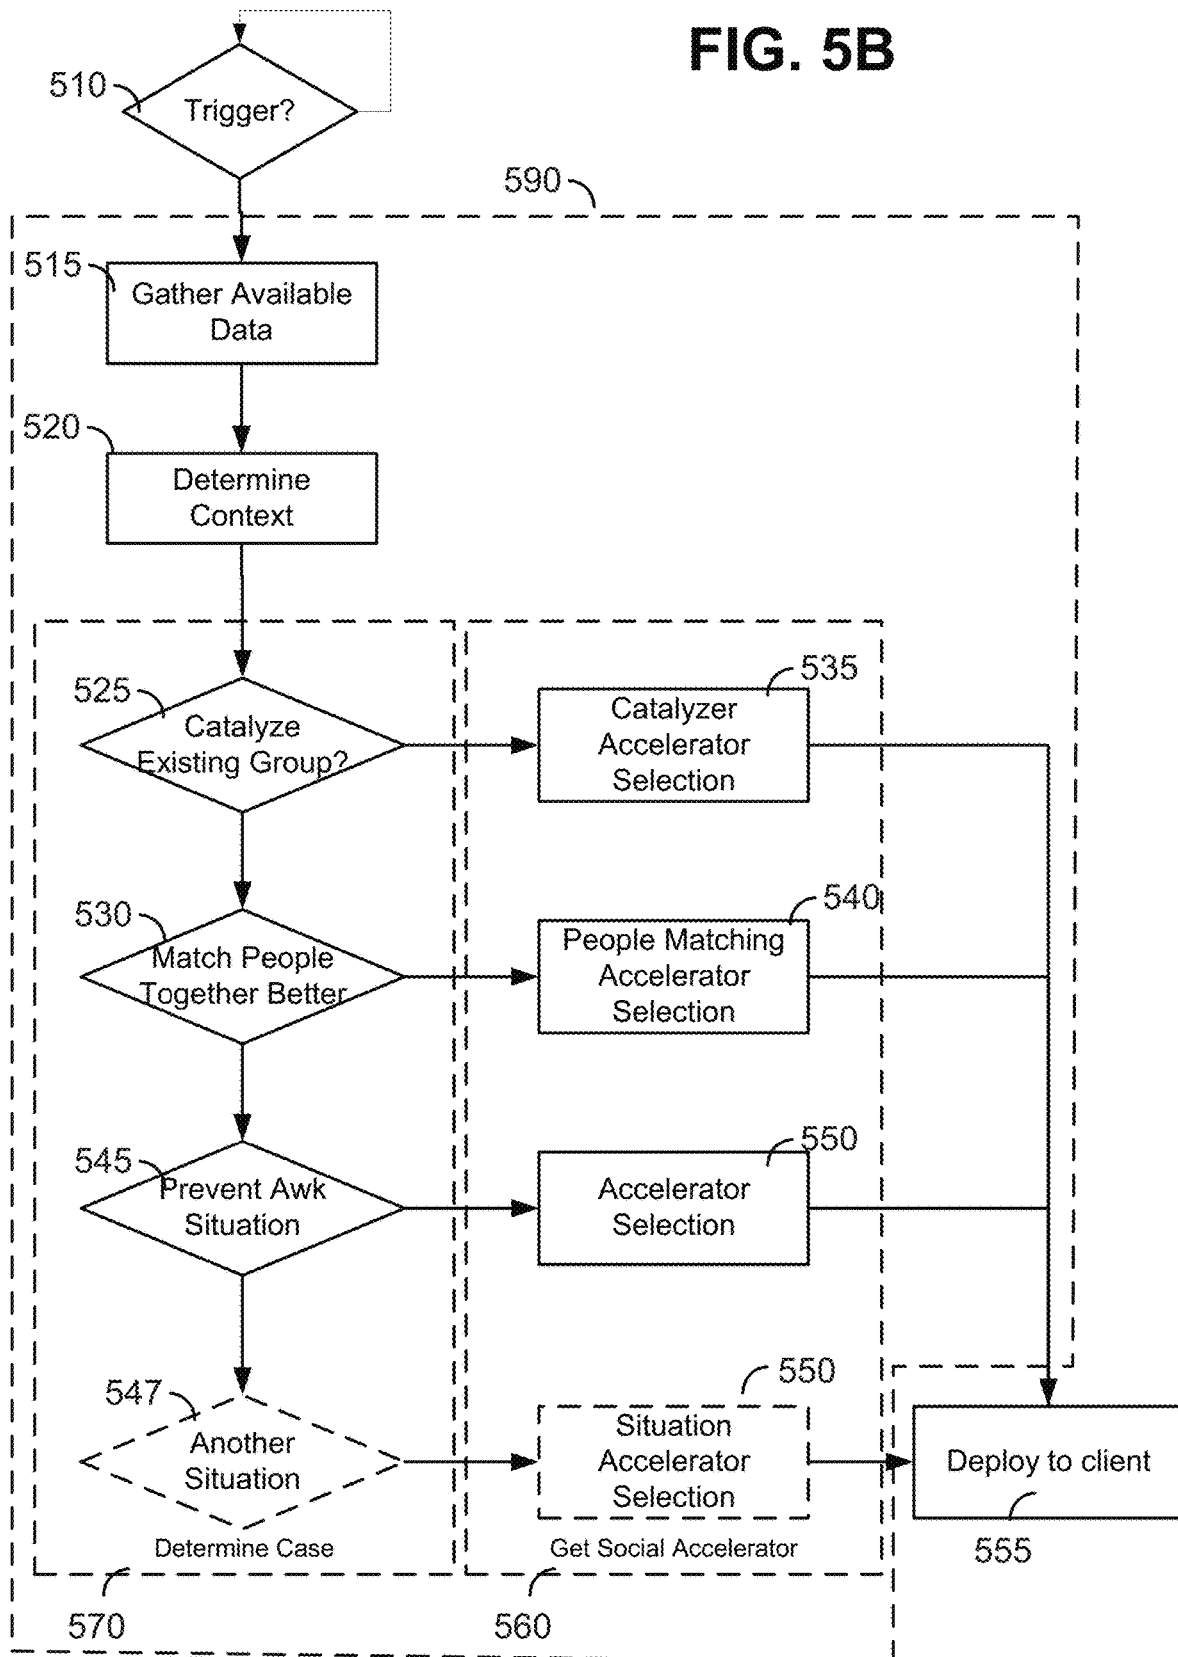 FIG. 5B
510
Trigger?
590
515
Gather Available
Data
520
Determine
Context
525
Catalyze
Existing Group?
535
Catalyzer
Accelerator
Selection
530
Match People
Together Better
540
People Matching
Accelerator
Selection
545
Prevent Awk
Situation
550
Accelerator
Selection
547
Another
Situation
550
Situation
Accelerator
Selection
Deploy to client
555
Determine Case
Get Social Accelerator
570
560